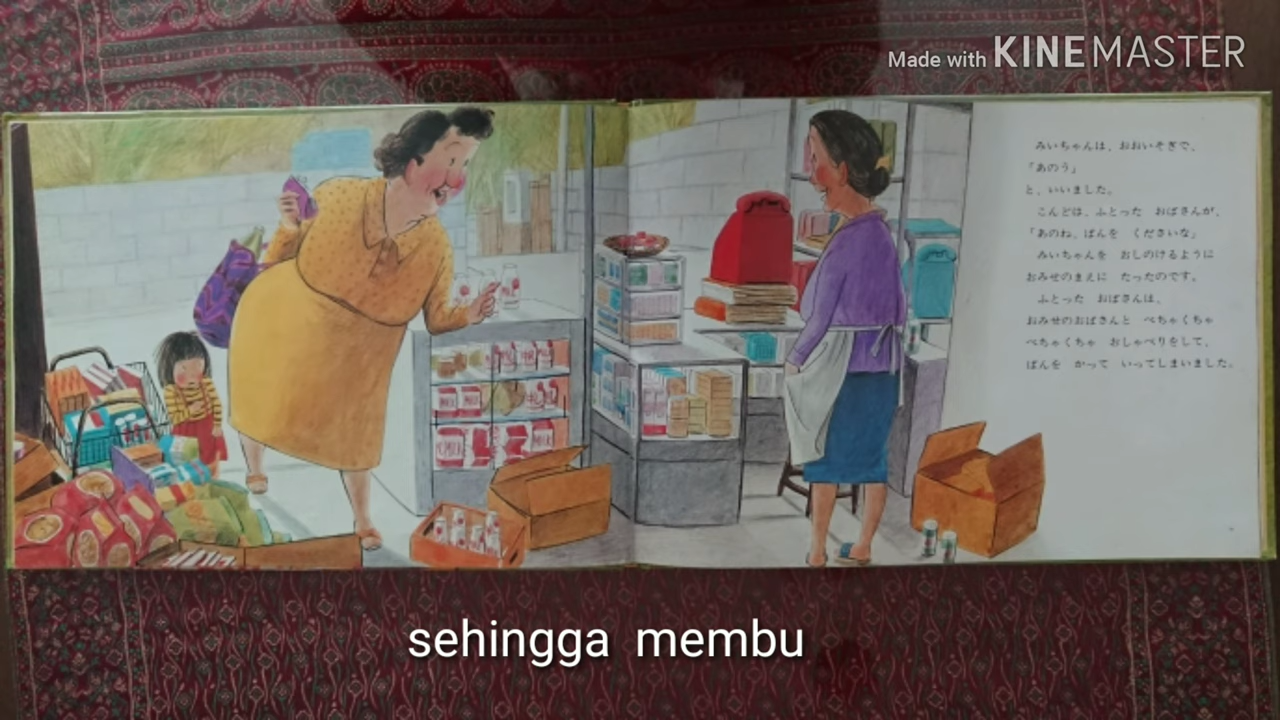 Made with KINEMASTER
みいちゃんは、おおいそぎで、
「あのう」
と、いいました。
こんどは、ふとった おばさんが、
「あのね、ぱんを くださいな」
みいちゃんを おしのけるように
おみせのまえに たったのです。
ふとった おばさんは、
おみせのおばさんと ぺちゃくちゃ
ぺちゃくちゃ おしゃべりをして、
ぱんを かって いってしまいました。
sehingga membu